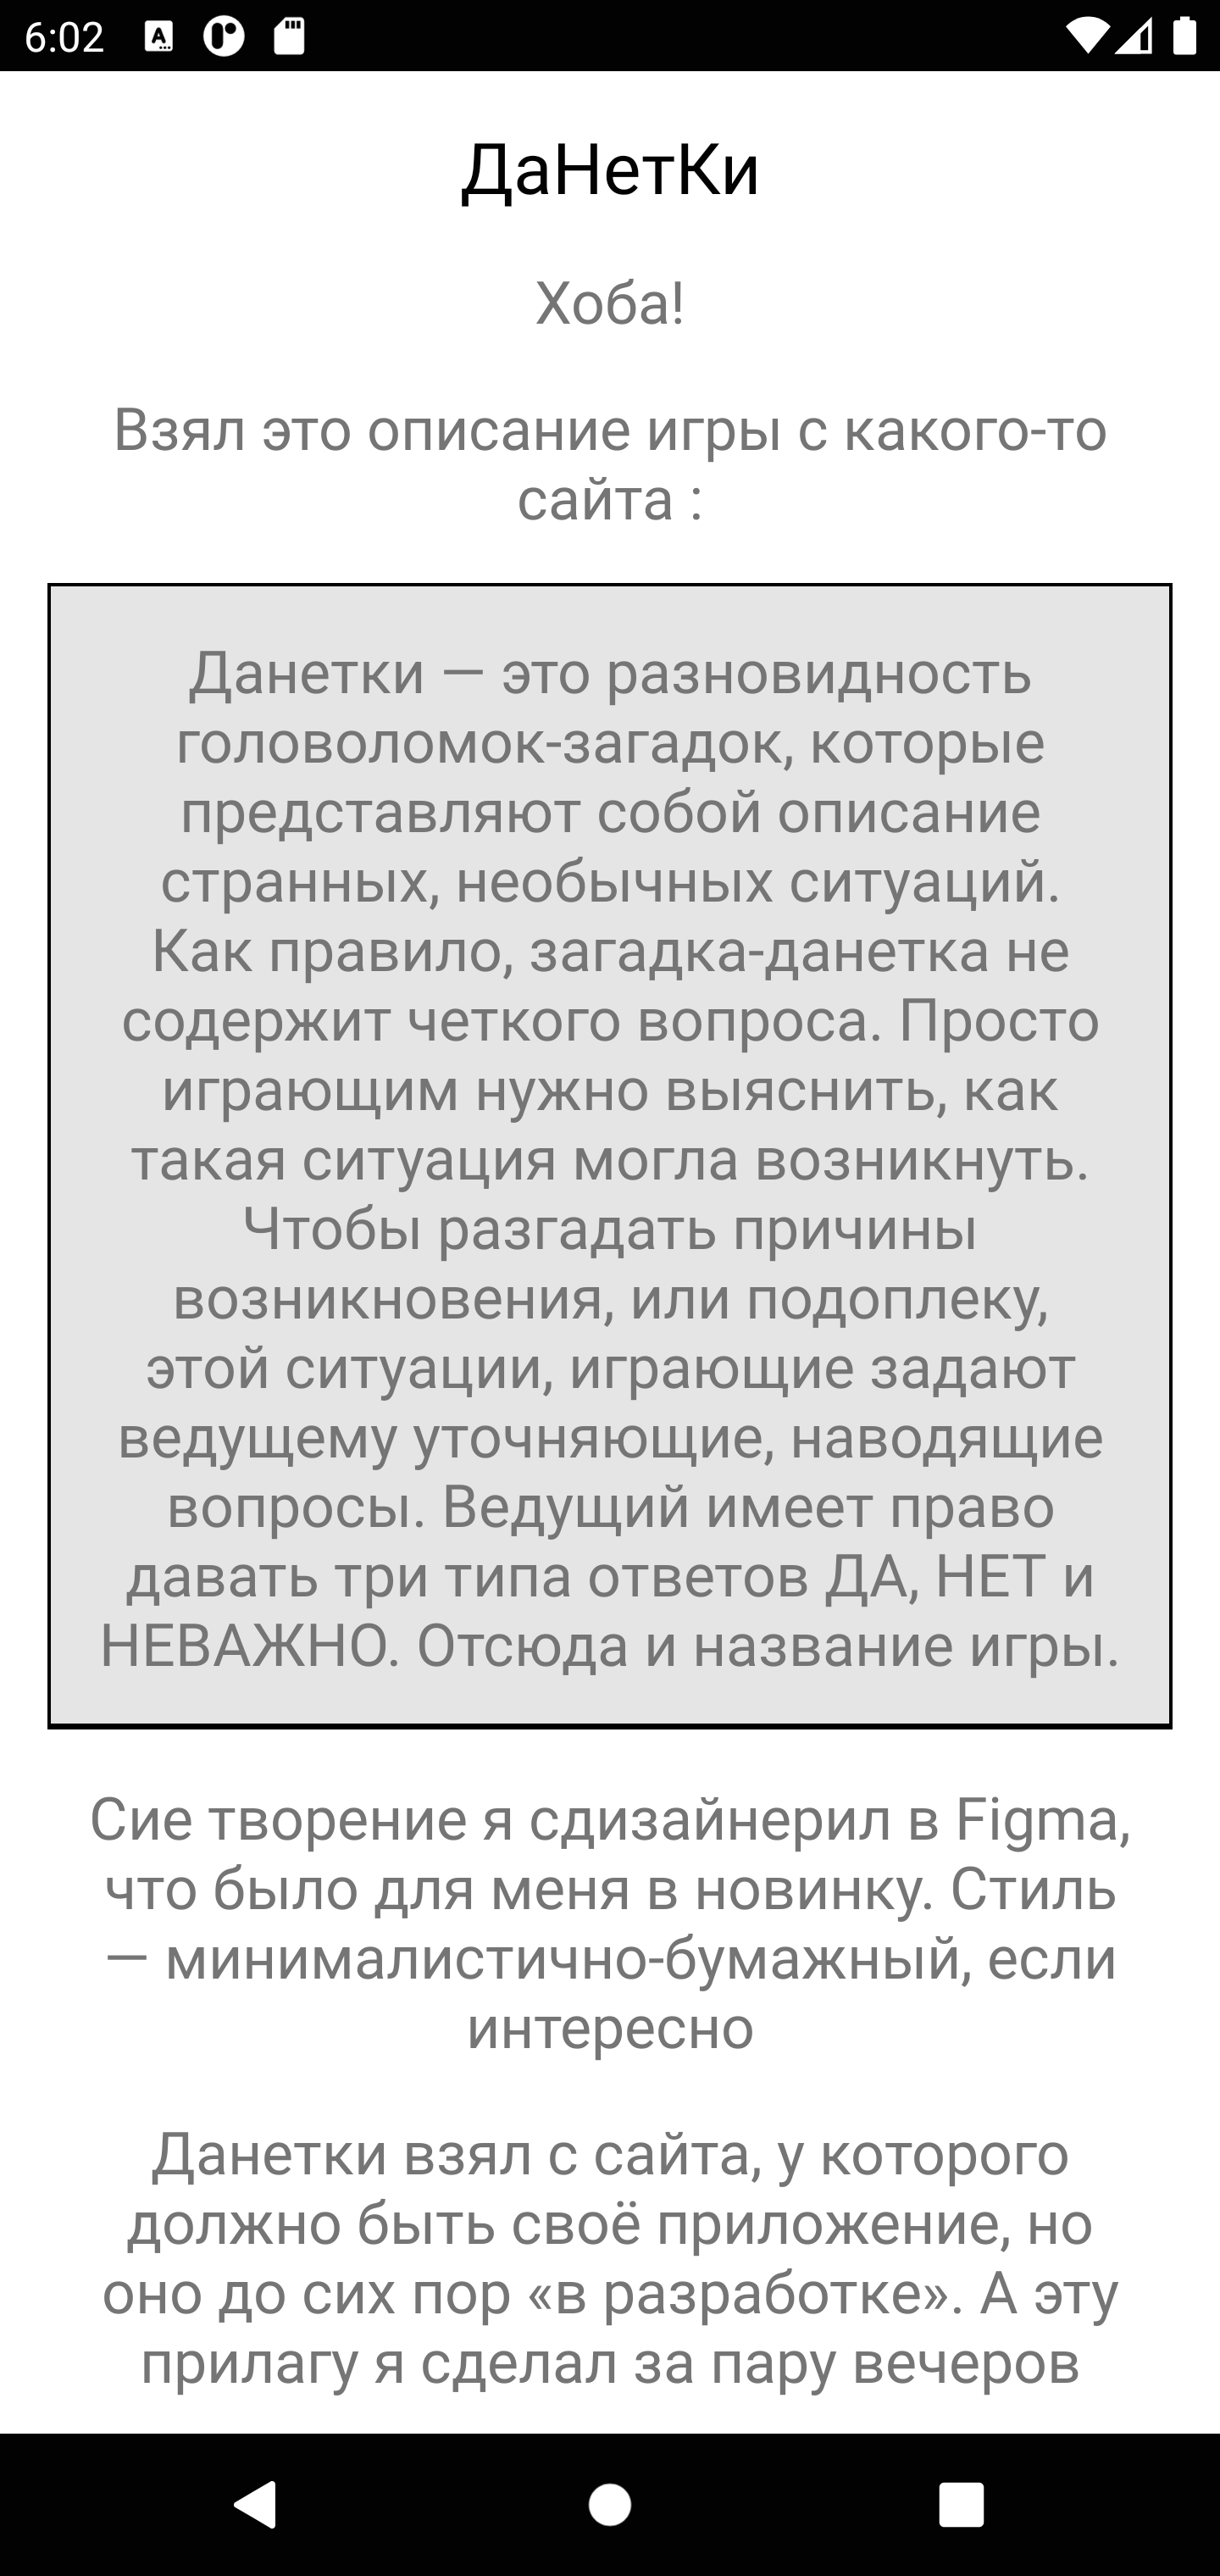 6:02
ДаНетКи
Хоба!
Взял это описание игры с какого-то
сайта :
Данетки — это разновидность
головоломок-загадок, которые
представляют собой описание
странных, необычных ситуаций.
Как правило, загадка-данетка не
содержит четкого вопроса. Просто
играющим нужно выяснить, как
такая ситуация могла возникнуть.
Чтобы разгадать причины
возникновения, или подоплеку,
этой ситуации, играющие задают
ведущему уточняющие, наводящие
вопросы. Ведущий имеет право
давать три типа ответов ДА, НЕТ и
НЕВАЖНО. Отсюда и название игры.
Сие творение я сдизайнерил в Figma,
что было для меня в новинку. Стиль
— минималистично-бумажный, если
интересно
Данетки взял с сайта, у которого
должно быть своё приложение, но
оно до сих пор «в разработке». А эту
прилагу я сделал за пару вечеров